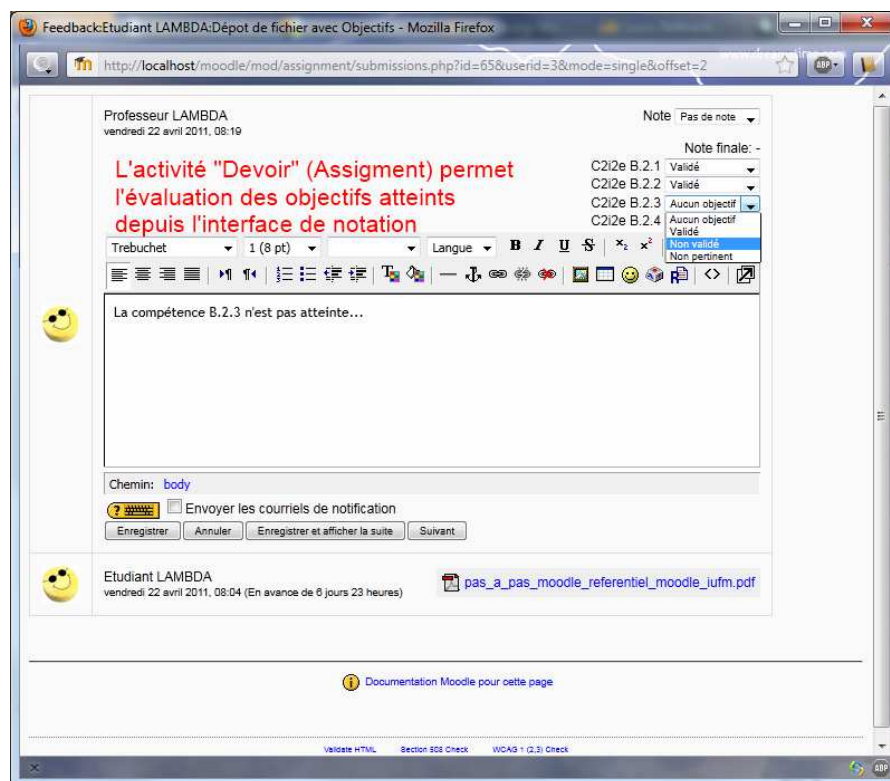 Feedback:Etudiant LAMBDA:Dépot de fichier avec Objectifs - Mozilla Firefox
http://localhost/moodle/mod/assignment/submissions.php?id=65&userid=3&mode=single&offset=2
Professeur LAMBDA
Note Pas de note
vendredi 22 avril 2011, 08:19
Note finale: -
L'activité "Devoir" (Assigment) permet
l'évaluation des objectifs atteints
depuis l'interface de notation
C2i2e B.2.1 Validé
C2i2e B.2.2 Validé
C2i2e B.2.3 Aucun objectif
C2i2e B.2.4 Aucun objectif
Validé
Non validé
Non pertinent
Trebuchet 1 (8 pt) Langue B I U S x₂ x²
La compétence B.2.3 n'est pas atteinte...
Chemin: body
Envoyer les courriels de notification
Enregistrer Annuler Enregistrer et afficher la suite Suivant
Etudiant LAMBDA
vendredi 22 avril 2011, 08:04 (En avance de 6 jours 23 heures)
pas_a_pas_moodle_referentiel_moodle_iufm.pdf
Documentation Moodle pour cette page
Validate HTML Section 508 Check WCAG 1 (2,3) Check